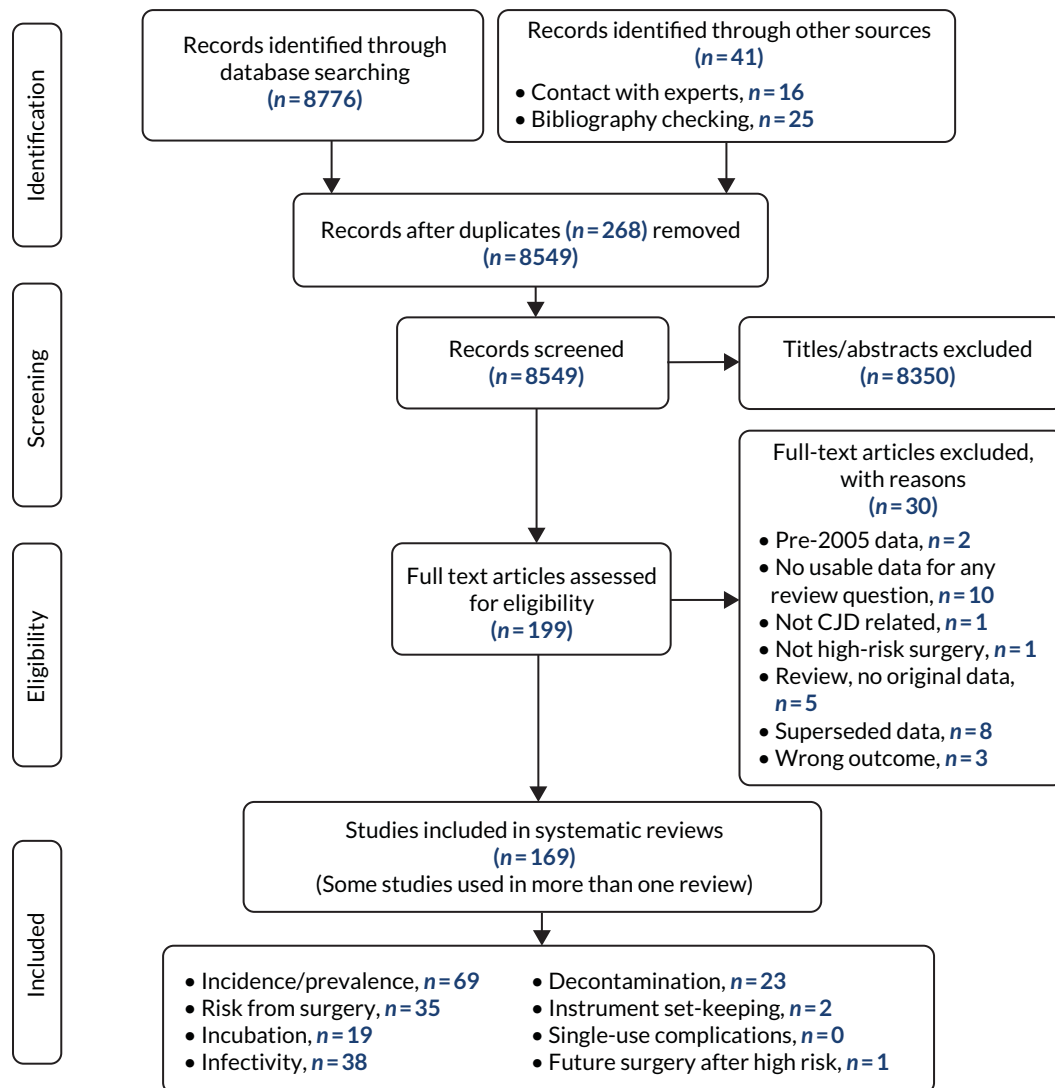 Identification
Records identified through
database searching
(n=8776)
Records identified through other sources
(n=41)
• Contact with experts, n=16
• Bibliography checking, n=25
Records after duplicates (n=268) removed
(n=8549)
Screening
Records screened
(n=8549)
Titles/abstracts excluded
(n=8350)
Eligibility
Full text articles assessed
for eligibility
(n=199)
Full-text articles excluded,
with reasons
(n=30)
• Pre-2005 data, n=2
• No usable data for any
review question, n=10
• Not CJD related, n=1
• Not high-risk surgery, n=1
• Review, no original data,
n=5
• Superseded data, n=8
• Wrong outcome, n=3
Included
Studies included in systematic reviews
(n=169)
(Some studies used in more than one review)
• Incidence/prevalence, n=69
• Risk from surgery, n=35
• Incubation, n=19
• Infectivity, n=38
• Decontamination, n=23
• Instrument set-keeping, n=2
• Single-use complications, n=0
• Future surgery after high risk, n=1